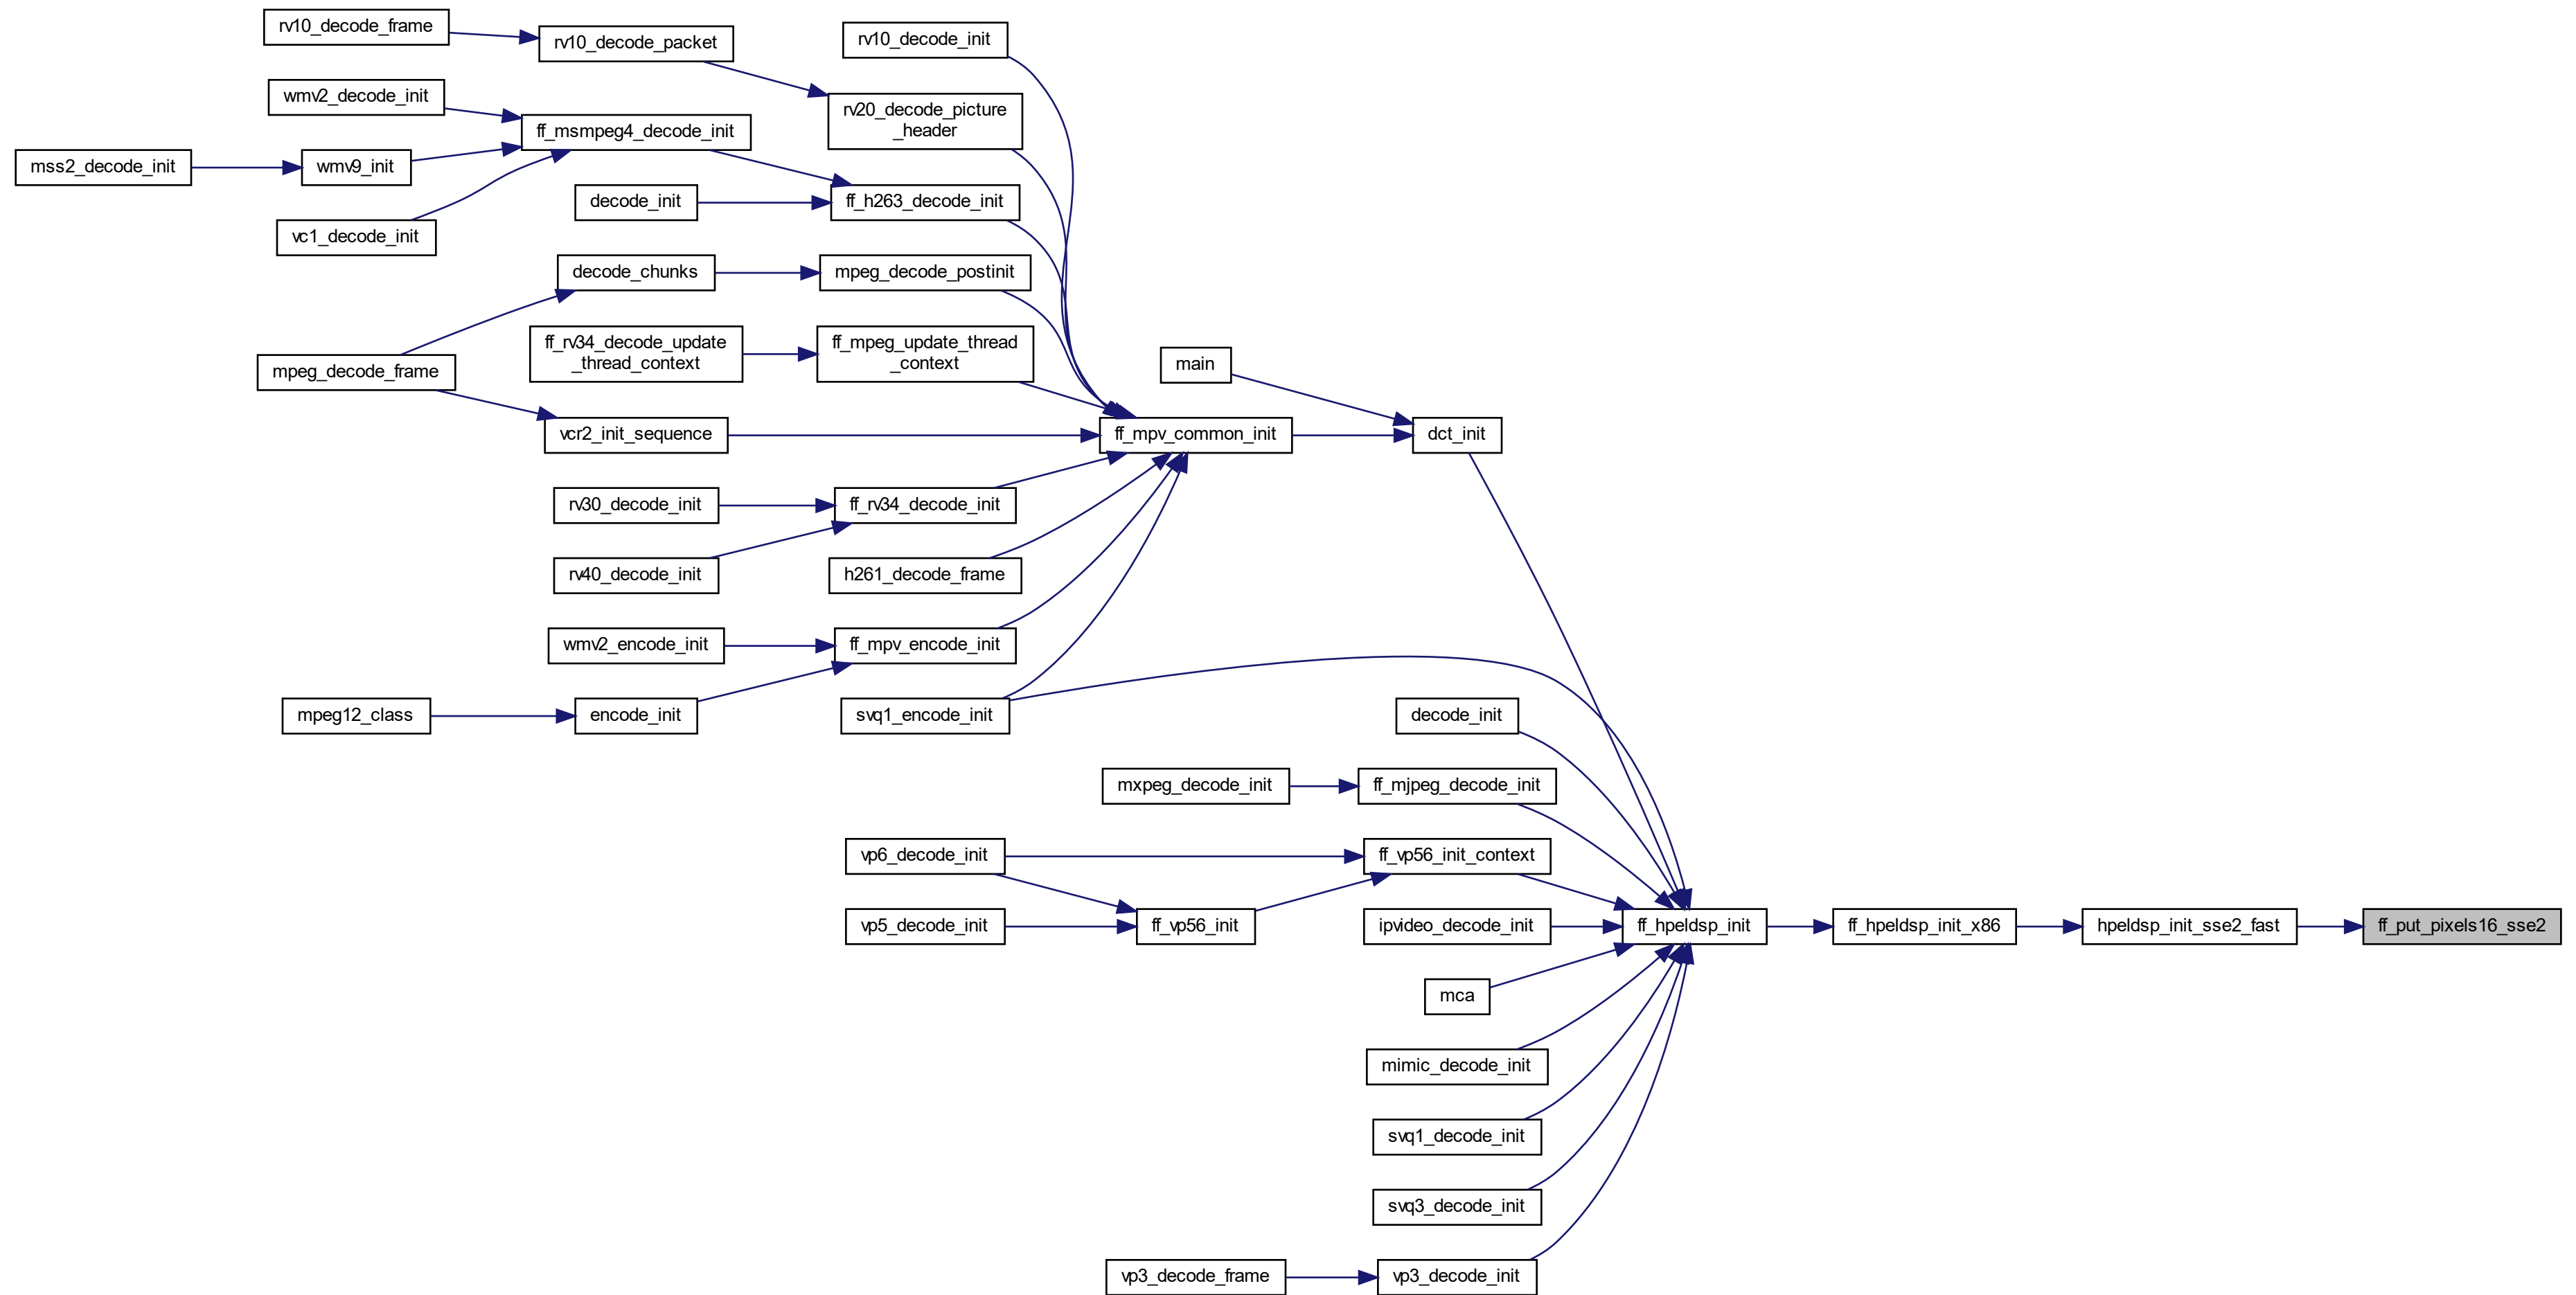 rv10_decode_frame
rv10_decode_packet
rv10_decode_init
wmv2_decode_init
rv20_decode_picture
_header
ff_msmpeg4_decode_init
mss2_decode_init
wmv9_init
decode_init
ff_h263_decode_init
vc1_decode_init
decode_chunks
mpeg_decode_postinit
ff_rv34_decode_update
_thread_context
ff_mpeg_update_thread
_context
main
mpeg_decode_frame
vcr2_init_sequence
ff_mpv_common_init
dct_init
rv30_decode_init
ff_rv34_decode_init
rv40_decode_init
h261_decode_frame
wmv2_encode_init
ff_mpv_encode_init
mpeg12_class
encode_init
svq1_encode_init
decode_init
mxpeg_decode_init
ff_mjpeg_decode_init
vp6_decode_init
ff_vp56_init_context
vp5_decode_init
ff_vp56_init
ipvideo_decode_init
ff_hpeldsp_init
ff_hpeldsp_init_x86
hpeldsp_init_sse2_fast
ff_put_pixels16_sse2
mca
mimic_decode_init
svq1_decode_init
svq3_decode_init
vp3_decode_frame
vp3_decode_init